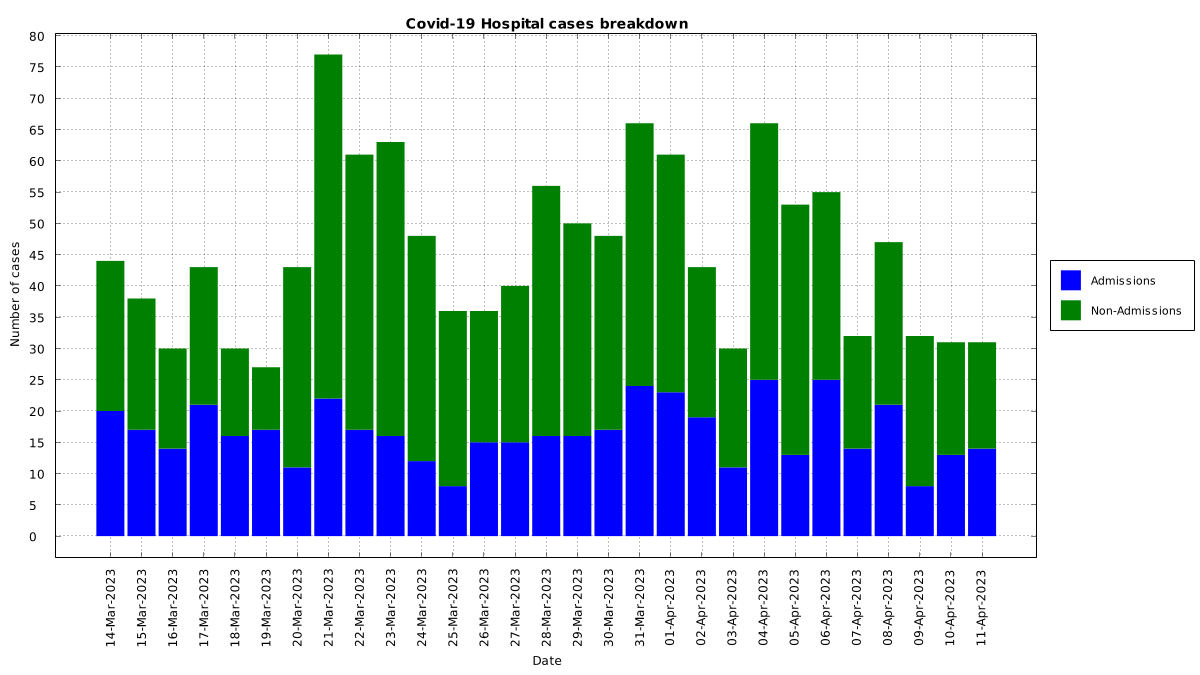 Covid-19 Hospital cases breakdown
80
75
70
65
60
55
50
45
40
35
30
25
20
15
10
5
0
Number of cases
14-Mar-2023
15-Mar-2023
16-Mar-2023
17-Mar-2023
18-Mar-2023
19-Mar-2023
20-Mar-2023
21-Mar-2023
22-Mar-2023
23-Mar-2023
24-Mar-2023
25-Mar-2023
26-Mar-2023
27-Mar-2023
28-Mar-2023
29-Mar-2023
30-Mar-2023
31-Mar-2023
01-Apr-2023
02-Apr-2023
03-Apr-2023
04-Apr-2023
05-Apr-2023
06-Apr-2023
07-Apr-2023
08-Apr-2023
09-Apr-2023
10-Apr-2023
11-Apr-2023
Date
Admissions
Non-Admissions